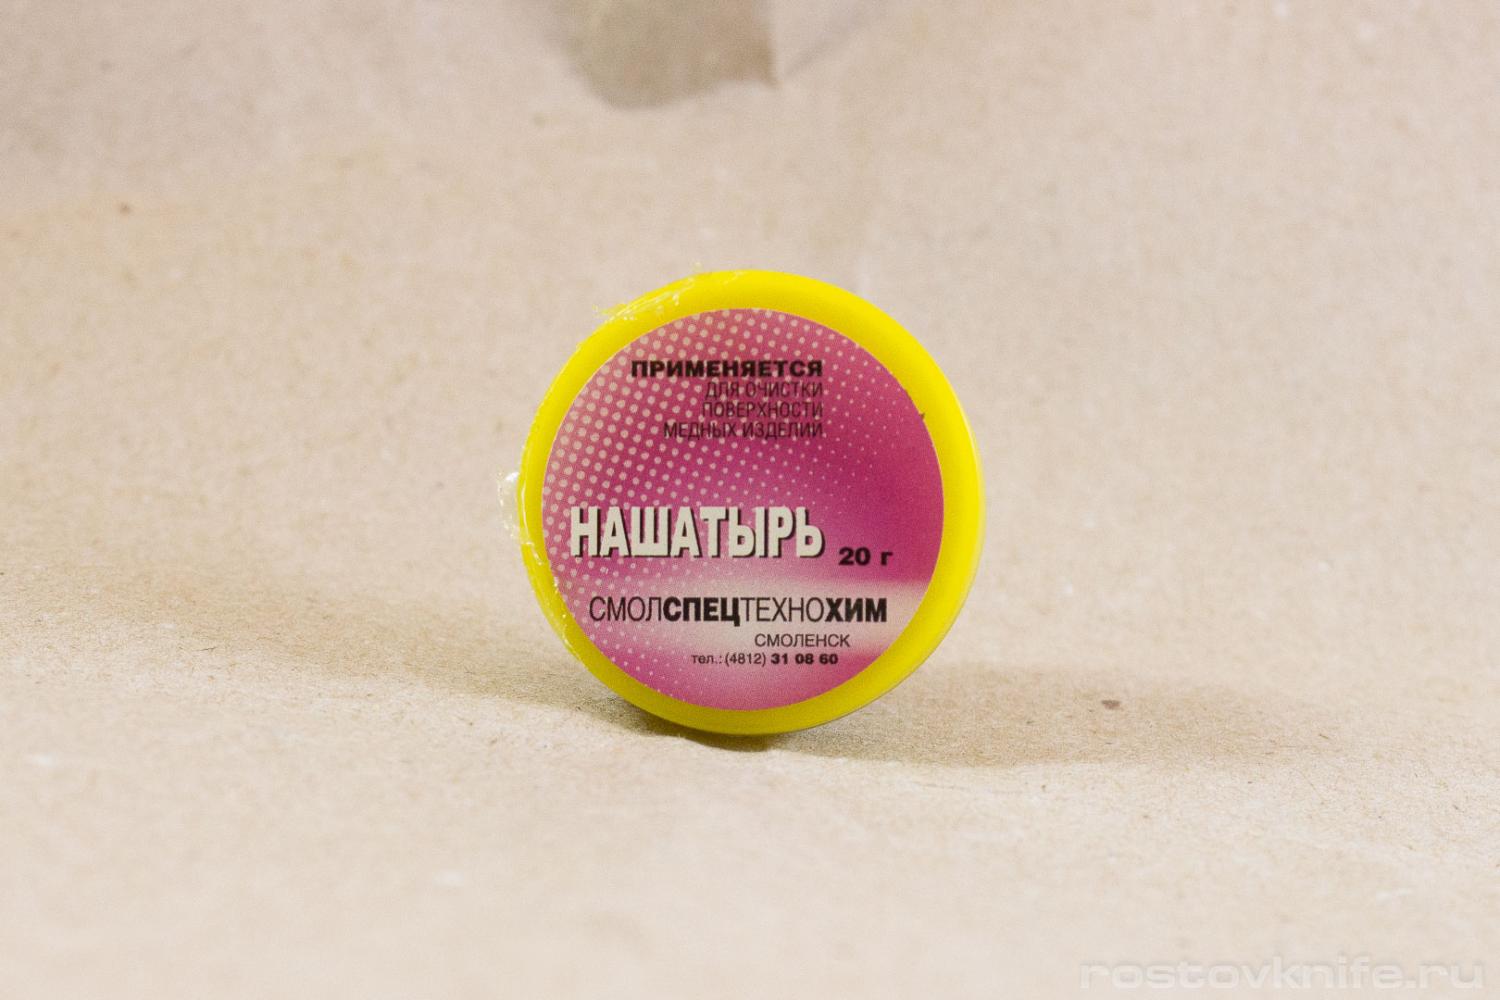 ПРИМЕНЯЕТСЯ
ДЛЯ ОЧИСТКИ
ПОВЕРХНОСТИ
МЕДНЫХ ИЗДЕЛИЙ
НАШАТЫРЬ 20 г
СМОЛСПЕЦТЕХНОХИМ
СМОЛЕНСК
тел.: (4812) 31 08 60
rostovknife.ru